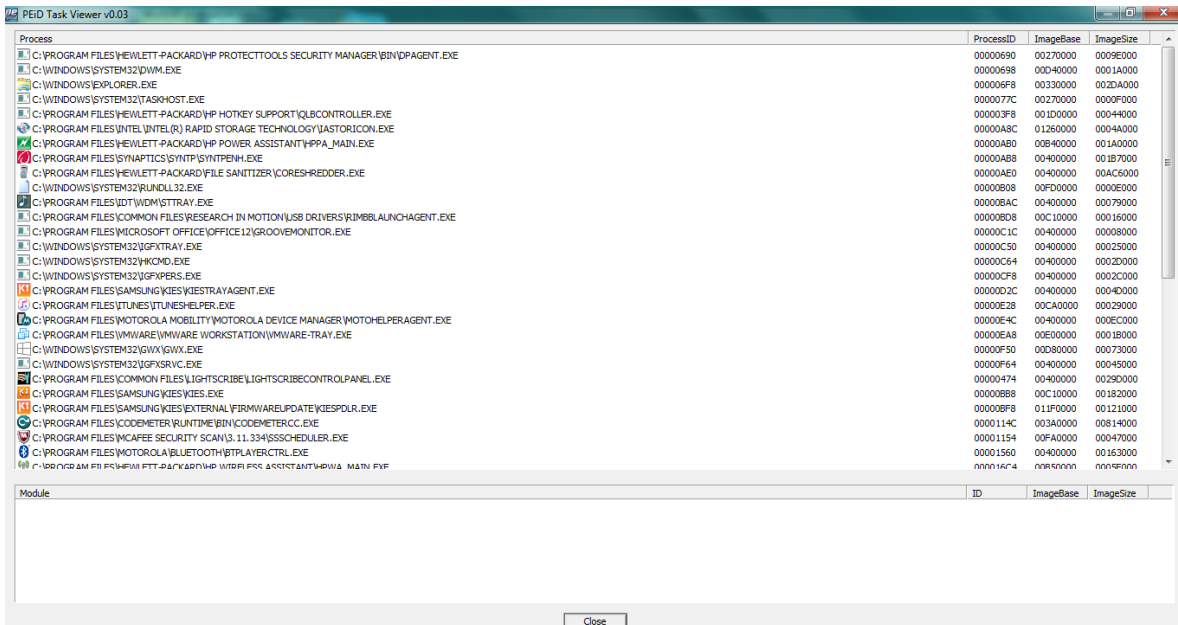 PEiD Task Viewer v0.03
Process ProcessID ImageBase ImageSize
C:\PROGRAM FILES\HEWLETT-PACKARD\HP PROTECTTOOLS SECURITY MANAGER\BIN\DPAGENT.EXE 00000690 00270000 0009E000
C:\WINDOWS\SYSTEM32\DWM.EXE 00000698 00D40000 0001A000
C:\WINDOWS\EXPLORER.EXE 000006F8 00330000 002DA000
C:\WINDOWS\SYSTEM32\TASKHOST.EXE 0000077C 00270000 0000F000
C:\PROGRAM FILES\HEWLETT-PACKARD\HP HOTKEY SUPPORT\QLBCONTROLLER.EXE 000003F8 001D0000 00044000
C:\PROGRAM FILES\INTEL\INTEL(R) RAPID STORAGE TECHNOLOGY\IASTORICON.EXE 00000A8C 01260000 0004A000
C:\PROGRAM FILES\HEWLETT-PACKARD\HP POWER ASSISTANT\HPPA_MAIN.EXE 00000AB0 00B40000 001A0000
C:\PROGRAM FILES\SYNAPTICS\SYNTP\SYNTPENH.EXE 00000AB8 00400000 001B7000
C:\PROGRAM FILES\HEWLETT-PACKARD\FILE SANITIZER\CORESHREDDER.EXE 00000AE0 00400000 00AC6000
C:\WINDOWS\SYSTEM32\RUNDLL32.EXE 00000B08 00FD0000 0000E000
C:\PROGRAM FILES\IDT\WDM\STTRAY.EXE 00000BAC 00400000 00079000
C:\PROGRAM FILES\COMMON FILES\RESEARCH IN MOTION\USB DRIVERS\RIMBBLAUNCHAGENT.EXE 00000BD8 00C10000 00016000
C:\PROGRAM FILES\MICROSOFT OFFICE\OFFICE12\GROOVEMONITOR.EXE 00000C1C 00400000 00008000
C:\WINDOWS\SYSTEM32\IGFXTRAY.EXE 00000C50 00400000 00025000
C:\WINDOWS\SYSTEM32\HKCMD.EXE 00000C64 00400000 0002D000
C:\WINDOWS\SYSTEM32\IGFXPERS.EXE 00000CF8 00400000 0002C000
C:\PROGRAM FILES\SAMSUNG\KIES\KIESTRAYAGENT.EXE 00000D2C 00400000 0004D000
C:\PROGRAM FILES\ITUNES\ITUNESHELPER.EXE 00000E28 00CA0000 00029000
C:\PROGRAM FILES\MOTOROLA MOBILITY\MOTOROLA DEVICE MANAGER\MOTOHELPERAGENT.EXE 00000E4C 00400000 000EC000
C:\PROGRAM FILES\VMWARE\VMWARE WORKSTATION\VMWARE-TRAY.EXE 00000EA8 00E00000 0001B000
C:\WINDOWS\SYSTEM32\GWX\GWX.EXE 00000F50 00D80000 00073000
C:\WINDOWS\SYSTEM32\IGFXSRVC.EXE 00000F64 00400000 00045000
C:\PROGRAM FILES\COMMON FILES\LIGHTSCRIBE\LIGHTSCRIBECONTROLPANEL.EXE 00000474 00400000 0029D000
C:\PROGRAM FILES\SAMSUNG\KIES\KIES.EXE 00000BB8 00C10000 00182000
C:\PROGRAM FILES\SAMSUNG\KIES\EXTERNAL\FIRMWAREUPDATE\KIESPDLR.EXE 00000BF8 011F0000 00121000
C:\PROGRAM FILES\CODEMETER\RUNTIME\BIN\CODEMETERCC.EXE 0000114C 003A0000 00814000
C:\PROGRAM FILES\MCAFEE SECURITY SCAN\3.11.334\SSSCHEDULER.EXE 00001154 00FA0000 00047000
C:\PROGRAM FILES\MOTOROLA\BLUETOOTH\BTPLAYERCTRL.EXE 00001560 00400000 00163000
C:\PROGRAM FILES\HEWLETT-PACKARD\HP WIRELESS ASSISTANT\HPWA_MAIN.EXE 000016C4 00B50000 0005F000
Module ID ImageBase ImageSize
Close